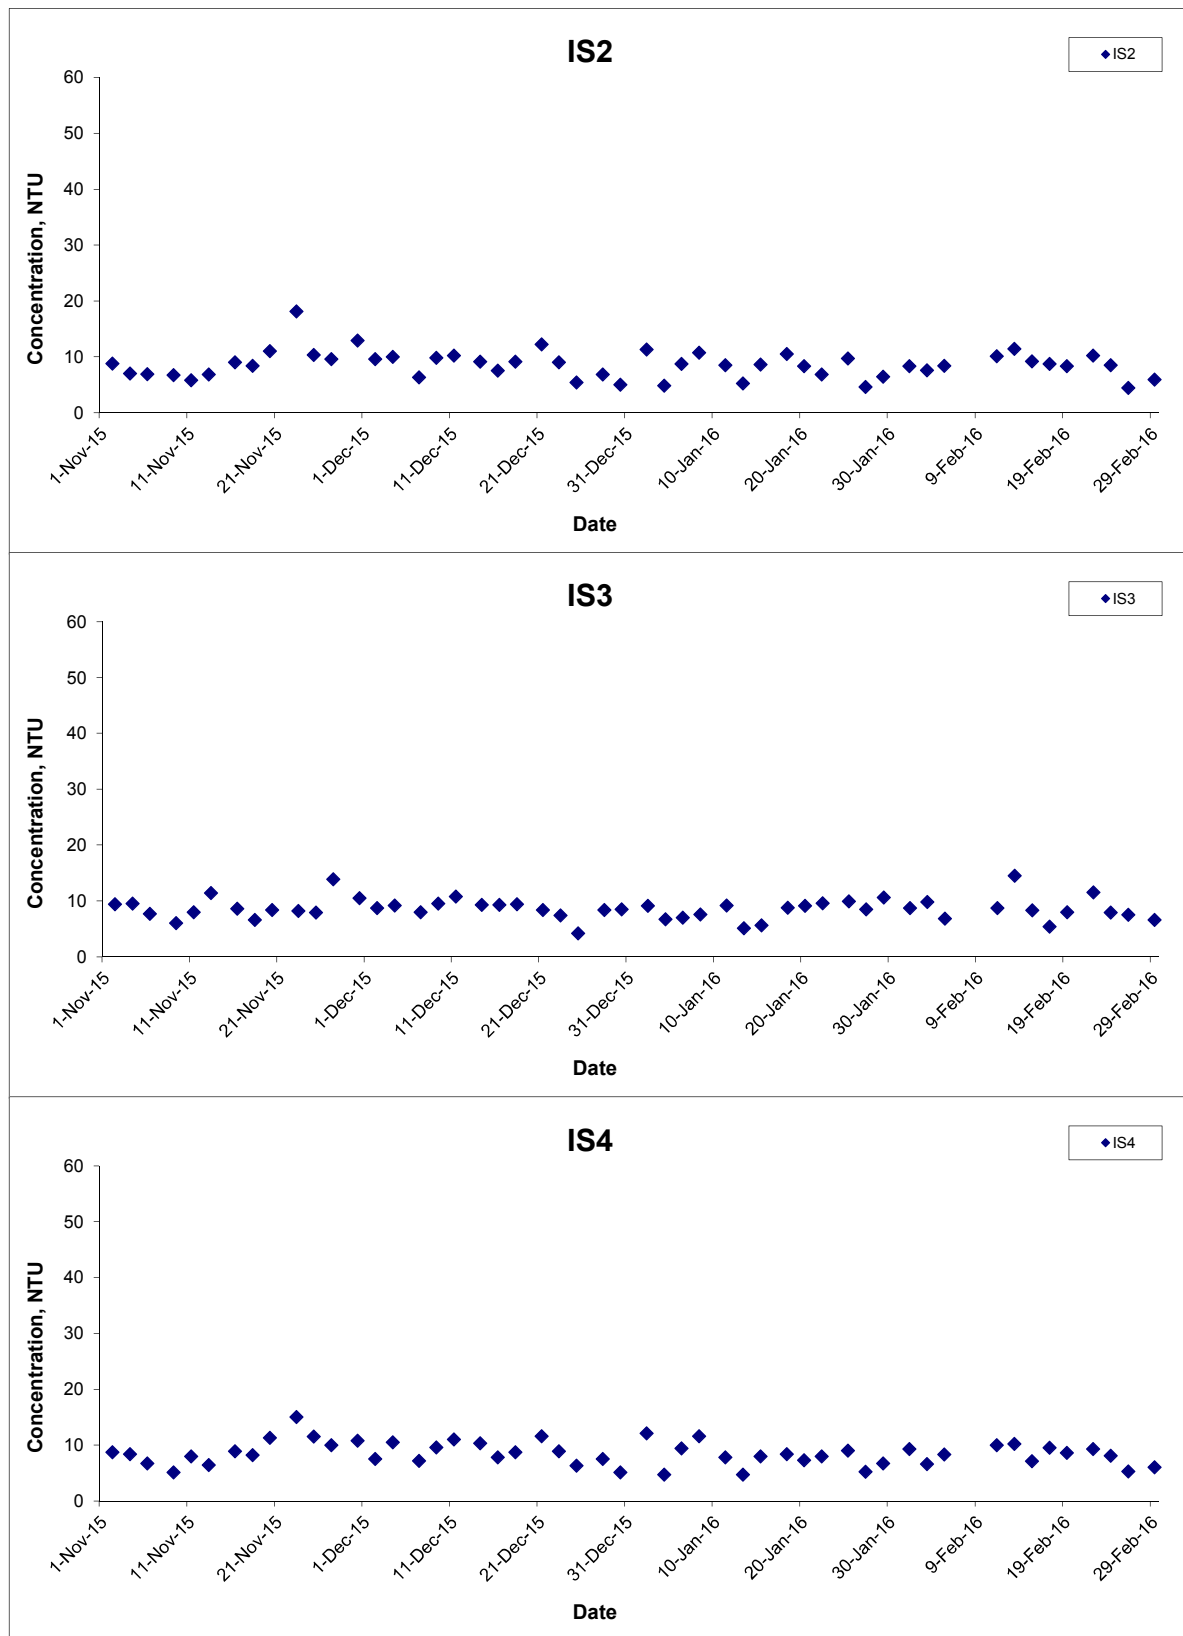 IS2
IS2
60
50
40
30
20
10
0
Concentration, NTU
1-Nov-15
11-Nov-15
21-Nov-15
1-Dec-15
11-Dec-15
21-Dec-15
31-Dec-15
10-Jan-16
20-Jan-16
30-Jan-16
9-Feb-16
19-Feb-16
29-Feb-16
Date
IS3
IS3
60
50
40
30
20
10
0
Concentration, NTU
1-Nov-15
11-Nov-15
21-Nov-15
1-Dec-15
11-Dec-15
21-Dec-15
31-Dec-15
10-Jan-16
20-Jan-16
30-Jan-16
9-Feb-16
19-Feb-16
29-Feb-16
Date
IS4
IS4
60
50
40
30
20
10
0
Concentration, NTU
1-Nov-15
11-Nov-15
21-Nov-15
1-Dec-15
11-Dec-15
21-Dec-15
31-Dec-15
10-Jan-16
20-Jan-16
30-Jan-16
9-Feb-16
19-Feb-16
29-Feb-16
Date